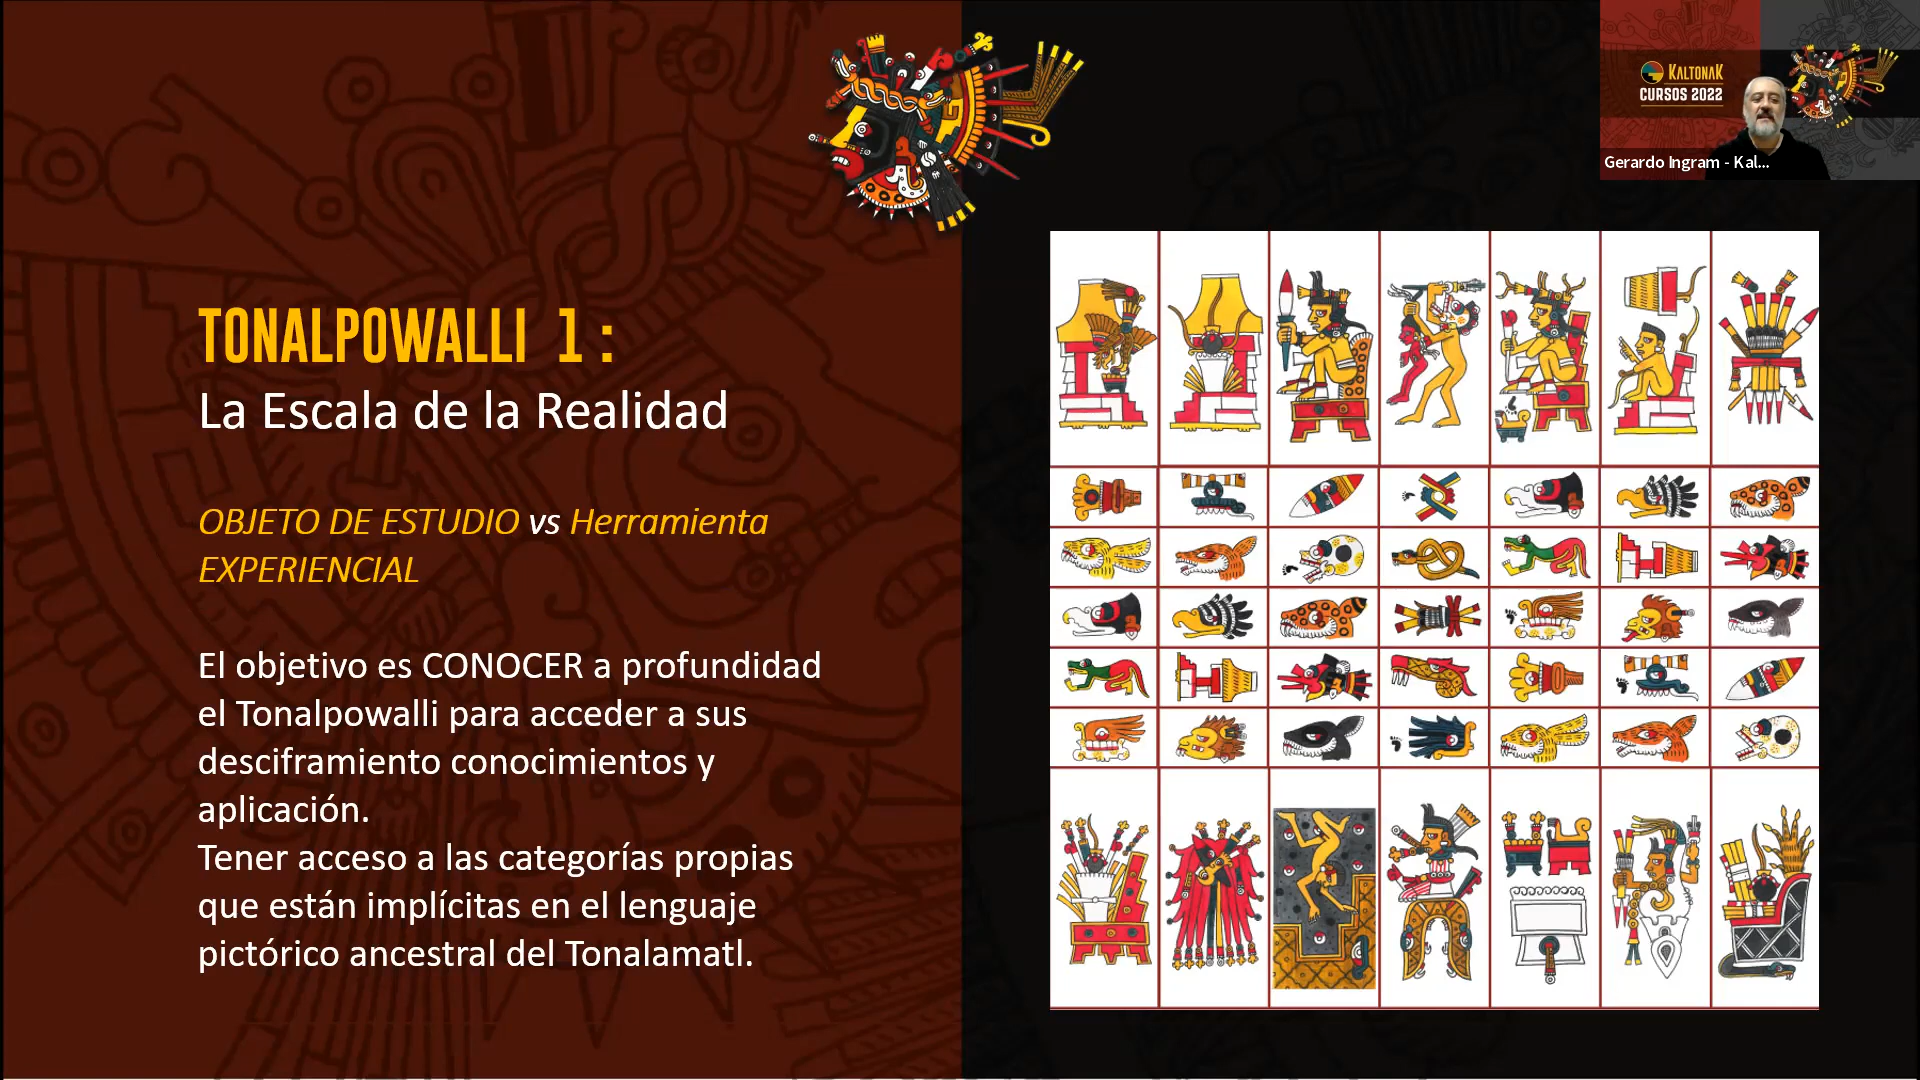 KALTONAK
CURSOS 2022
Gerardo Ingram - Kal...
TONALPOWALLI 1 :
La Escala de la Realidad
OBJETO DE ESTUDIO vs Herramienta
EXPERIENCIAL
El objetivo es CONOCER a profundidad
el Tonalpowalli para acceder a sus
desciframiento conocimientos y
aplicación.
Tener acceso a las categorías propias
que están implícitas en el lenguaje
pictórico ancestral del Tonalamatl.